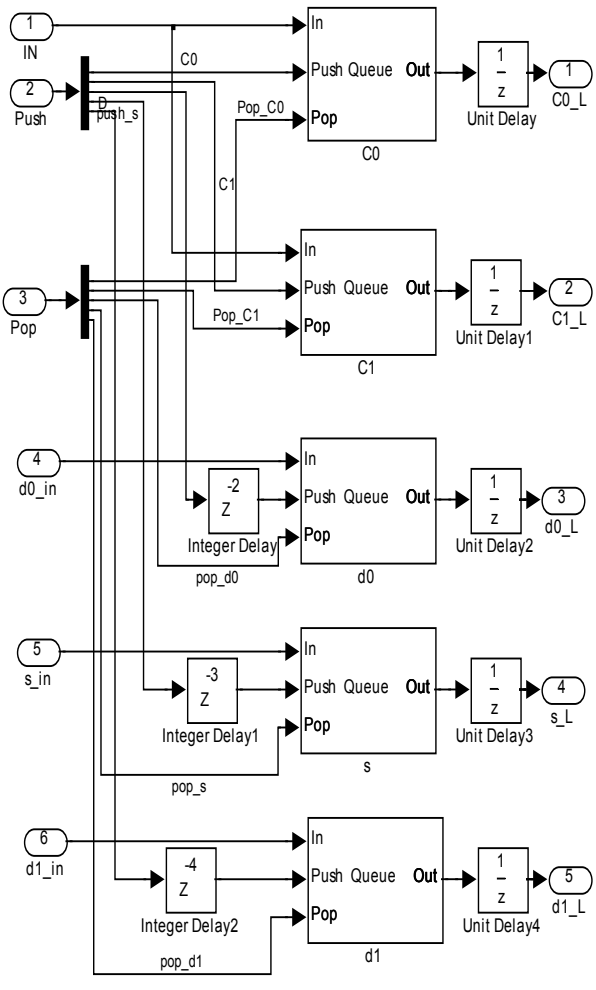 1
IN
In
Push Queue
Out
Pop
C0
1
z
Unit Delay
1
C0_L
2
Push
C0
D
push_s
Pop_C0
C1
3
Pop
Pop_C1
In
Push Queue
Out
Pop
C1
1
z
Unit Delay1
2
C1_L
4
d0_in
-2
Z
Integer Delay
pop_d0
In
Push Queue
Out
Pop
d0
1
z
Unit Delay2
3
d0_L
5
s_in
-3
Z
Integer Delay1
pop_s
In
Push Queue
Out
Pop
s
1
z
Unit Delay3
4
s_L
6
d1_in
-4
Z
Integer Delay2
pop_d1
In
Push Queue
Out
Pop
d1
1
z
Unit Delay4
5
d1_L